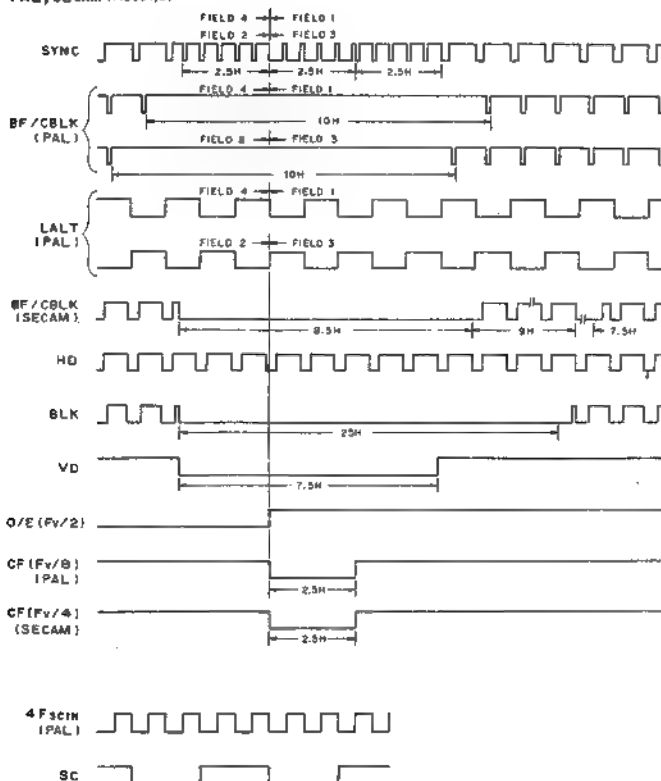 FIELD 4 FIELD 1
FIELD 2 FIELD 3
SYNC
2.5H 2.5H 2.5H
FIELD 4 FIELD 1
BF/CBLK
(PAL)
10H
FIELD 2 FIELD 3
10H
FIELD 4 FIELD 1
LALT
(PAL)
FIELD 2 FIELD 3
BF/CBLK
(SECAM)
8.5H 9H 7.5H
HD
BLK
25H
VD
7.5H
O/E (Fv/2)
CF (Fv/8)
(PAL)
2.5H
CF (Fv/4)
(SECAM)
2.5H
4FSCIN
(PAL)
SC